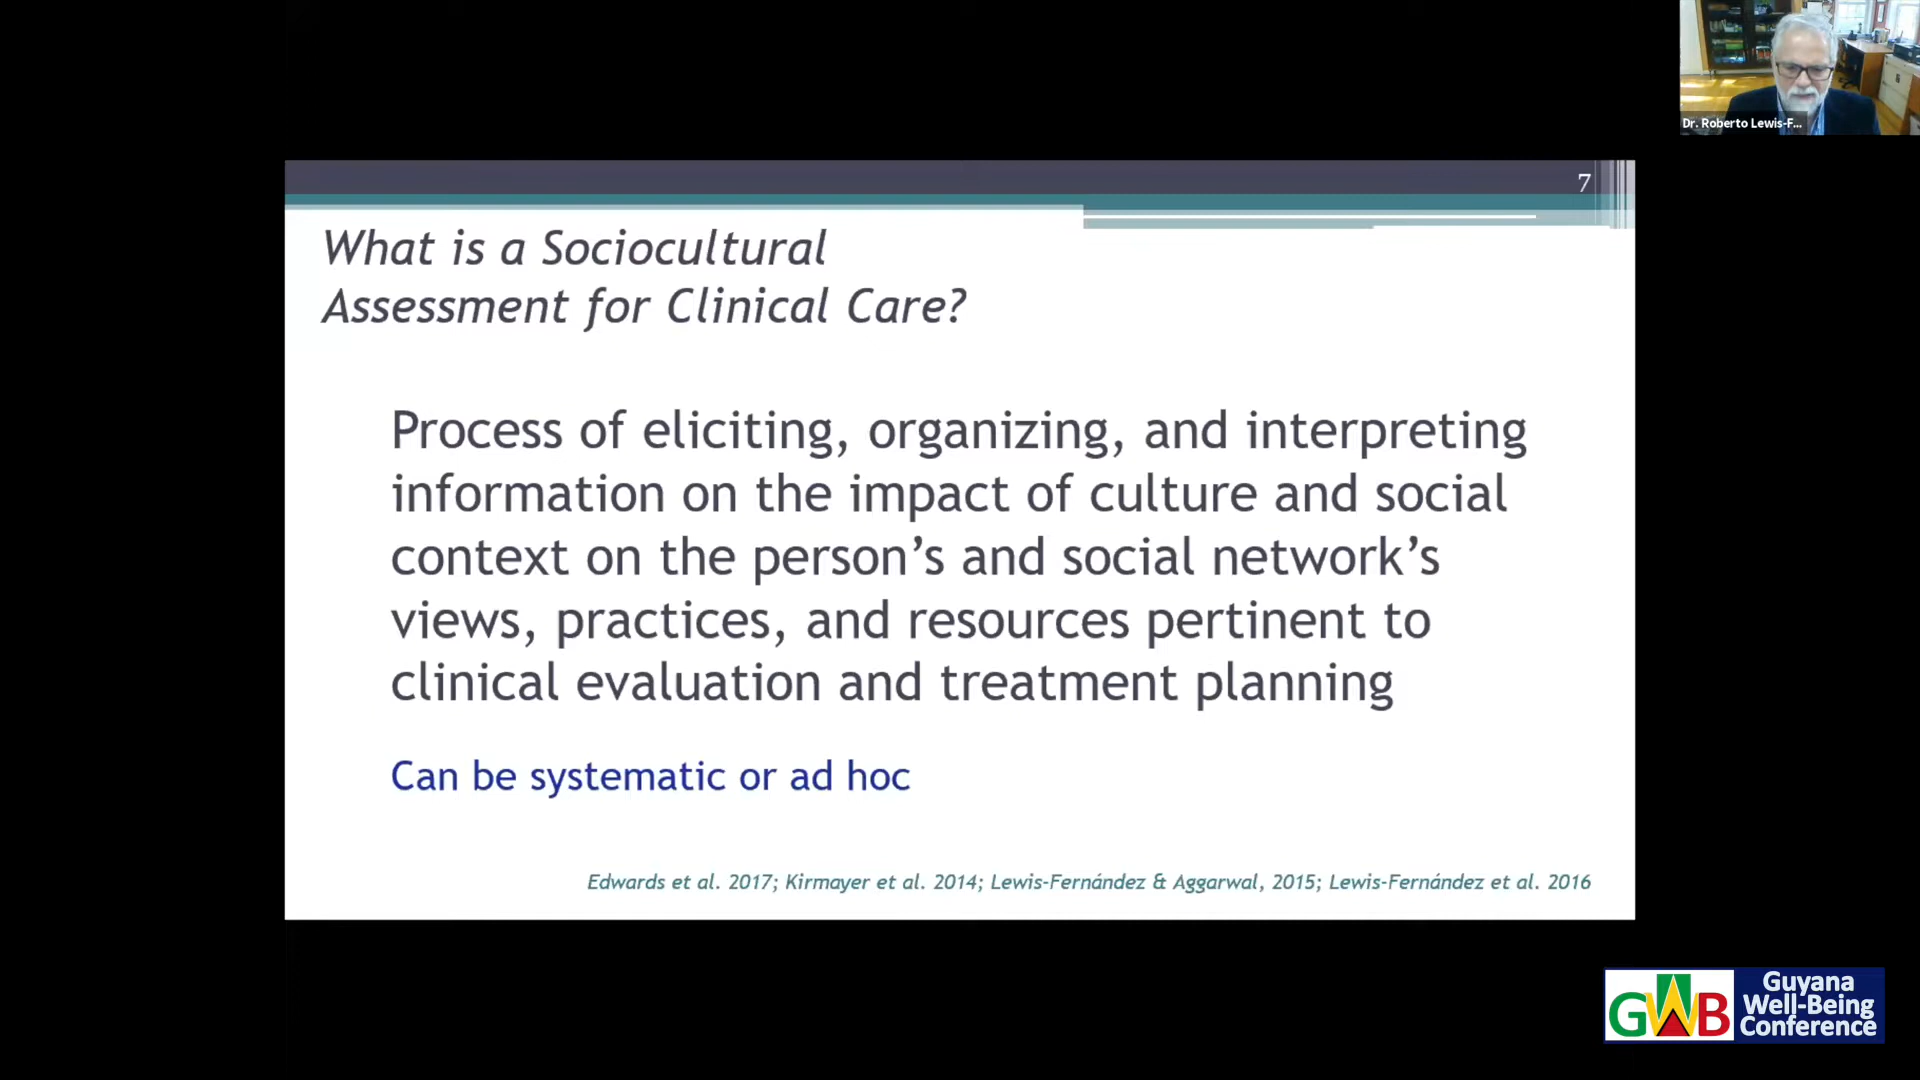 Dr. Roberto Lewis-F...
7
What is a Sociocultural
Assessment for Clinical Care?
Process of eliciting, organizing, and interpreting
information on the impact of culture and social
context on the person’s and social network’s
views, practices, and resources pertinent to
clinical evaluation and treatment planning
Can be systematic or ad hoc
Edwards et al. 2017; Kirmayer et al. 2014; Lewis-Fernández & Aggarwal, 2015; Lewis-Fernández et al. 2016
GWB
Guyana
Well-Being
Conference